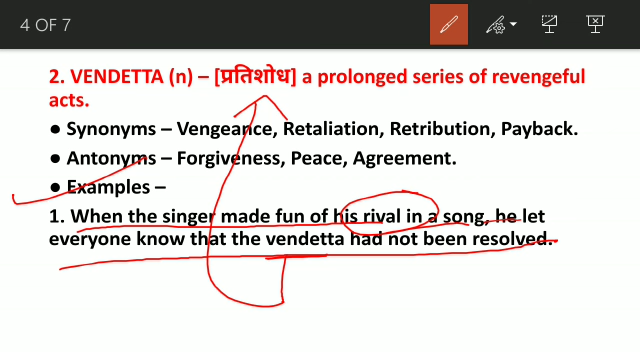 4 OF 7
2. VENDETTA (n) – [प्रतिशोध] a prolonged series of revengeful
acts.
● Synonyms – Vengeance, Retaliation, Retribution, Payback.
● Antonyms – Forgiveness, Peace, Agreement.
● Examples –
1. When the singer made fun of his rival in a song, he let
everyone know that the vendetta had not been resolved.